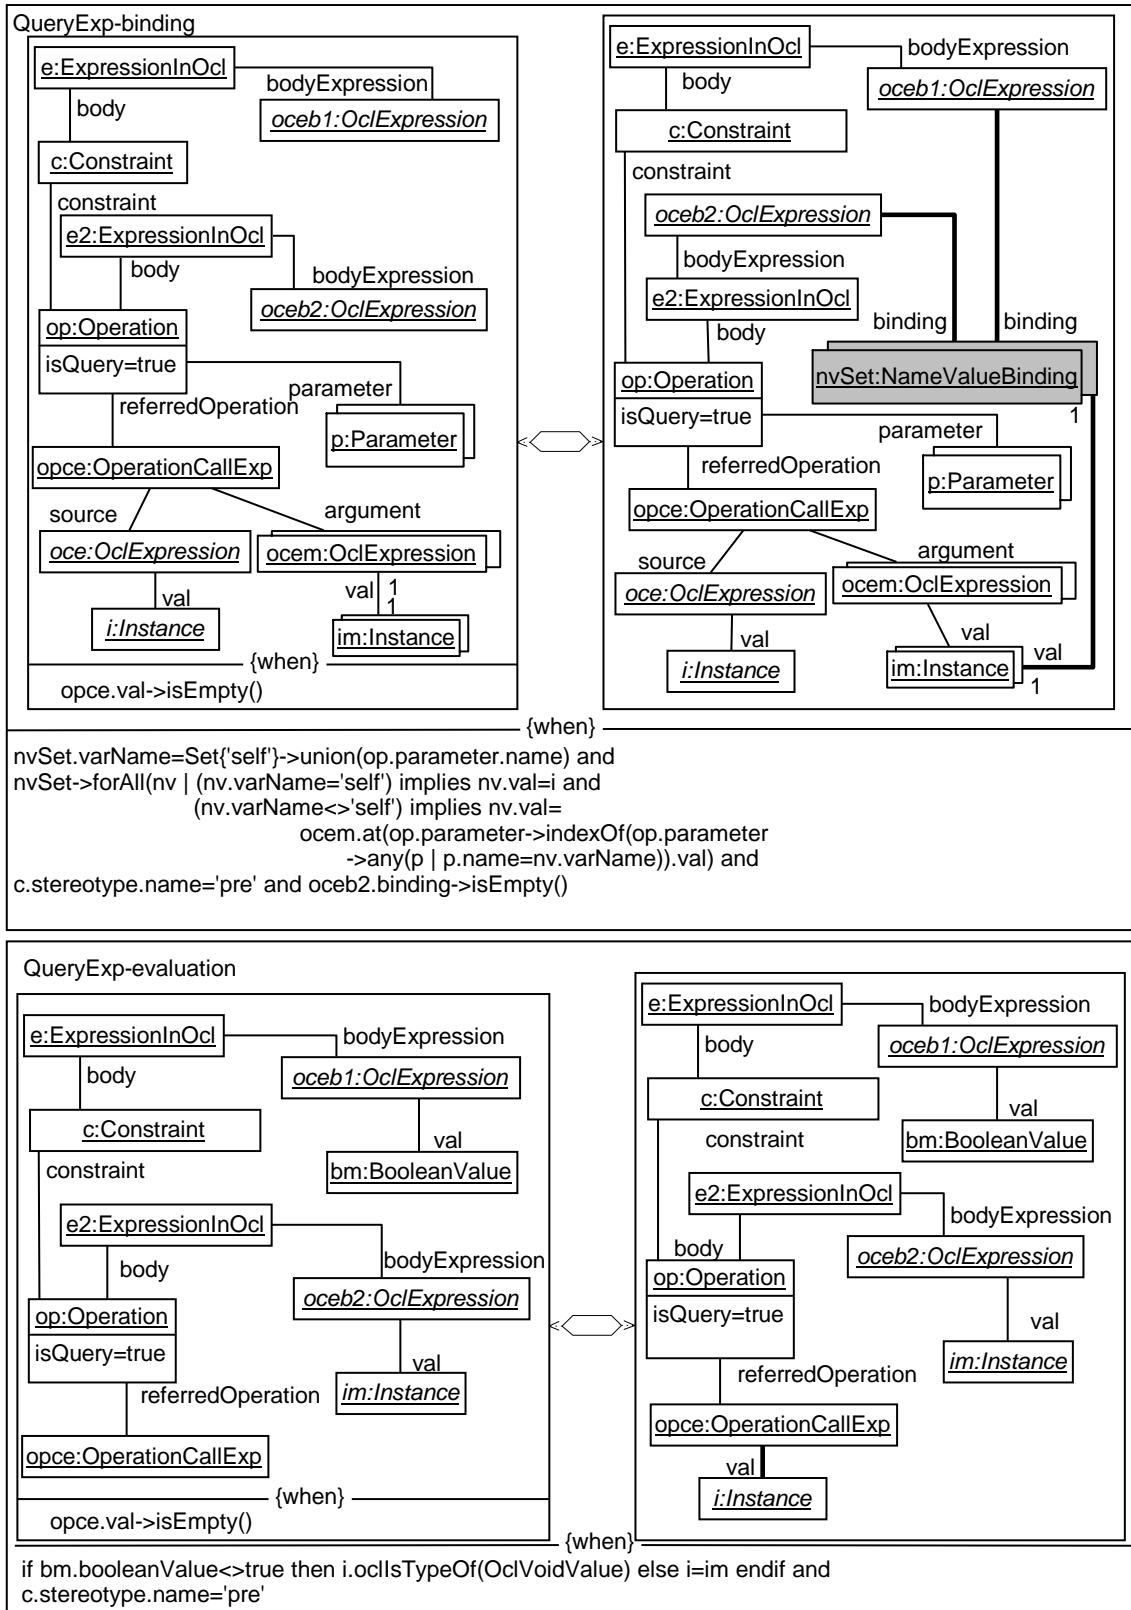 QueryExp-binding
e:ExpressionInOcl
bodyExpression
body
oceb1:OclExpression
c:Constraint
constraint
e2:ExpressionInOcl
body
bodyExpression
oceb2:OclExpression
op:Operation
isQuery=true
parameter
referredOperation
p:Parameter
opce:OperationCallExp
source
argument
oce:OclExpression
ocem:OclExpression
val
val
1
1
i:Instance
im:Instance
{when}
opce.val->isEmpty()
e:ExpressionInOcl
bodyExpression
body
oceb1:OclExpression
c:Constraint
constraint
oceb2:OclExpression
bodyExpression
e2:ExpressionInOcl
body
binding
binding
op:Operation
nvSet:NameValueBinding
isQuery=true
1
parameter
referredOperation
p:Parameter
opce:OperationCallExp
source
argument
oce:OclExpression
ocem:OclExpression
val
val
val
i:Instance
im:Instance
1
{when}
nvSet.varName=Set{'self'}->union(op.parameter.name) and
nvSet->forAll(nv | (nv.varName='self') implies nv.val=i and
(nv.varName<>'self') implies nv.val=
ocem.at(op.parameter->indexOf(op.parameter
->any(p | p.name=nv.varName)).val) and
c.stereotype.name='pre' and oceb2.binding->isEmpty()
QueryExp-evaluation
e:ExpressionInOcl
bodyExpression
body
oceb1:OclExpression
c:Constraint
val
constraint
bm:BooleanValue
e2:ExpressionInOcl
bodyExpression
body
oceb2:OclExpression
op:Operation
isQuery=true
val
referredOperation
im:Instance
opce:OperationCallExp
{when}
opce.val->isEmpty()
e:ExpressionInOcl
bodyExpression
body
oceb1:OclExpression
c:Constraint
val
constraint
bm:BooleanValue
e2:ExpressionInOcl
bodyExpression
body
oceb2:OclExpression
op:Operation
isQuery=true
val
im:Instance
referredOperation
opce:OperationCallExp
val
i:Instance
{when}
if bm.booleanValue<>true then i.oclIsTypeOf(OclVoidValue) else i=im endif and
c.stereotype.name='pre'